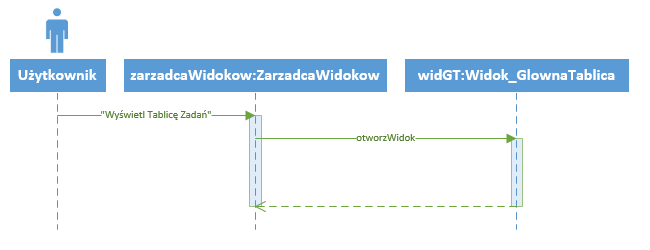 Użytkownik
zarzadcaWidokow:ZarzadcaWidokow
widGT:Widok_GlownaTablica
"Wyświetl Tablicę Zadań"
otworzWidok